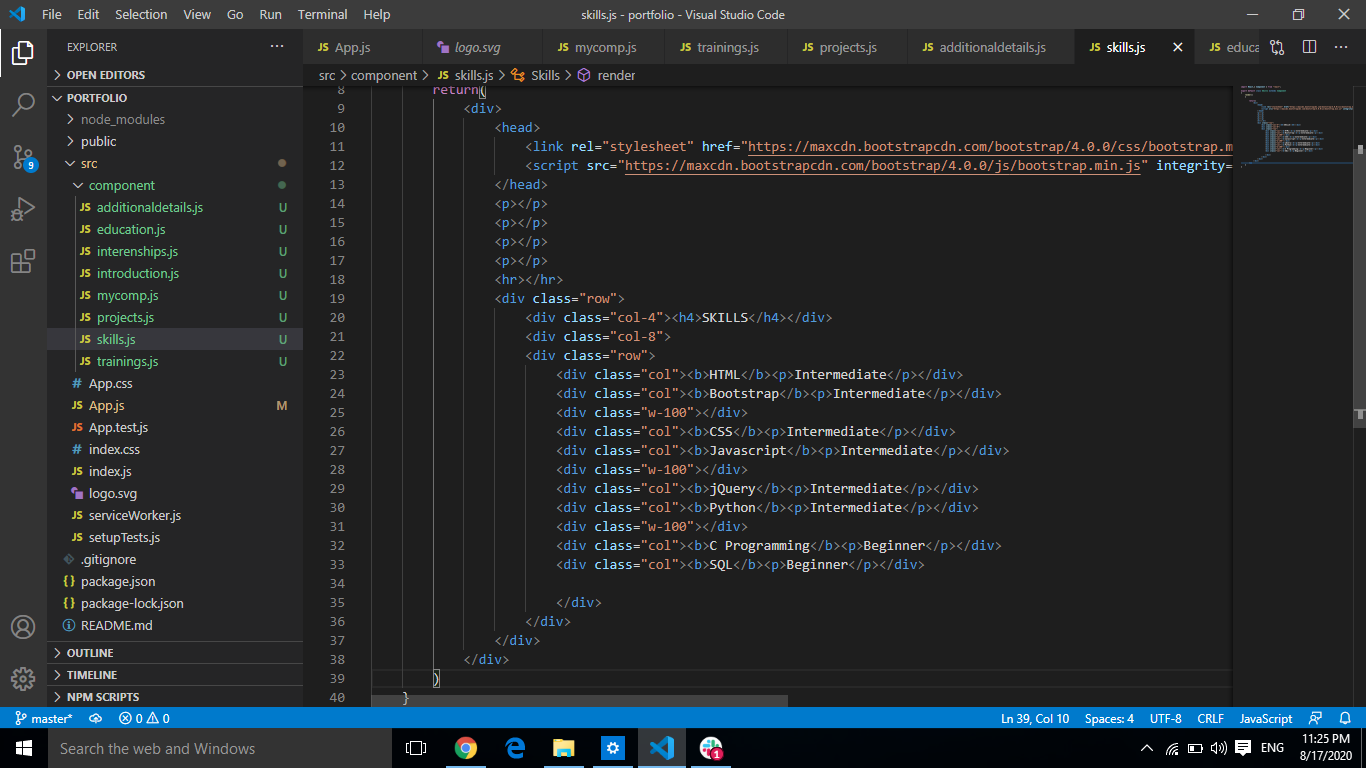 File Edit Selection View Go Run Terminal Help skills.js - portfolio - Visual Studio Code
EXPLORER ··· JS App.js logo.svg JS mycomp.js JS trainings.js JS projects.js JS additionaldetails.js JS skills.js JS educa ···
OPEN EDITORS
PORTFOLIO
node_modules
public
src
component
JS additionaldetails.js U
JS education.js U
JS interenships.js U
JS introduction.js U
JS mycomp.js U
JS projects.js U
JS skills.js U
JS trainings.js U
# App.css
JS App.js M
JS App.test.js
# index.css
JS index.js
logo.svg
JS serviceWorker.js
JS setupTests.js
.gitignore
{} package.json
{} package-lock.json
README.md
OUTLINE
TIMELINE
NPM SCRIPTS
9
src > component > JS skills.js > Skills > render
8 return(
9 <div>
10 <head>
11 <link rel="stylesheet" href="https://maxcdn.bootstrapcdn.com/bootstrap/4.0.0/css/bootstrap.m
12 <script src="https://maxcdn.bootstrapcdn.com/bootstrap/4.0.0/js/bootstrap.min.js" integrity=
13 </head>
14 <p></p>
15 <p></p>
16 <p></p>
17 <p></p>
18 <hr></hr>
19 <div class="row">
20 <div class="col-4"><h4>SKILLS</h4></div>
21 <div class="col-8">
22 <div class="row">
23 <div class="col"><b>HTML</b><p>Intermediate</p></div>
24 <div class="col"><b>Bootstrap</b><p>Intermediate</p></div>
25 <div class="w-100"></div>
26 <div class="col"><b>CSS</b><p>Intermediate</p></div>
27 <div class="col"><b>Javascript</b><p>Intermediate</p></div>
28 <div class="w-100"></div>
29 <div class="col"><b>jQuery</b><p>Intermediate</p></div>
30 <div class="col"><b>Python</b><p>Intermediate</p></div>
31 <div class="w-100"></div>
32 <div class="col"><b>C Programming</b><p>Beginner</p></div>
33 <div class="col"><b>SQL</b><p>Beginner</p></div>
34
35 </div>
36 </div>
37 </div>
38 </div>
39 )
40 }
master* 0 0 Ln 39, Col 10 Spaces: 4 UTF-8 CRLF JavaScript
Search the web and Windows 1 ENG 11:25 PM
8/17/2020